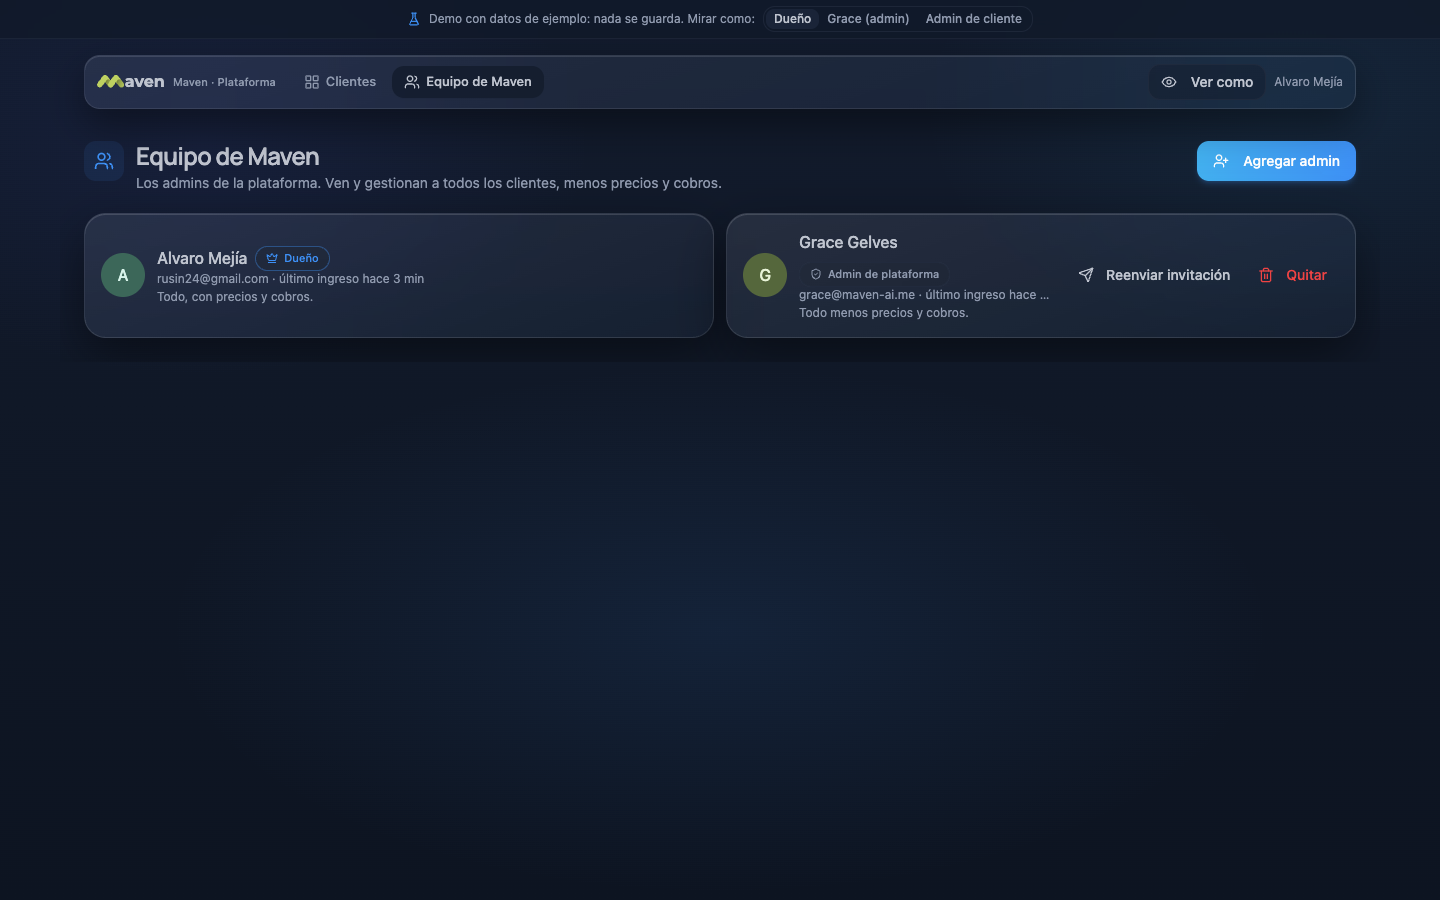 Demo con datos de ejemplo: nada se guarda. Mirar como: Dueño Grace (admin) Admin de cliente
Maven Maven · Plataforma Clientes Equipo de Maven Ver como Alvaro Mejía
Equipo de Maven
Los admins de la plataforma. Ven y gestionan a todos los clientes, menos precios y cobros.
Agregar admin
A
Alvaro Mejía Dueño
rusin24@gmail.com · último ingreso hace 3 min
Todo, con precios y cobros.
G
Grace Gelves
Admin de plataforma
grace@maven-ai.me · último ingreso hace ...
Todo menos precios y cobros.
Reenviar invitación Quitar